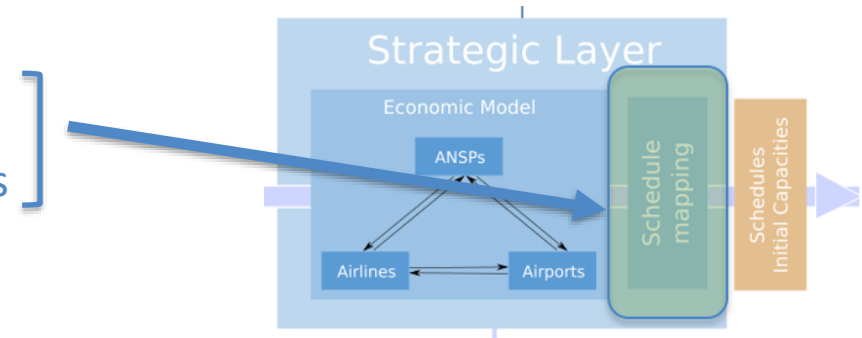 Strategic Layer
Economic Model
ANSPs
Airlines
Airports
Schedule
mapping
Schedules
Initial Capacities
s